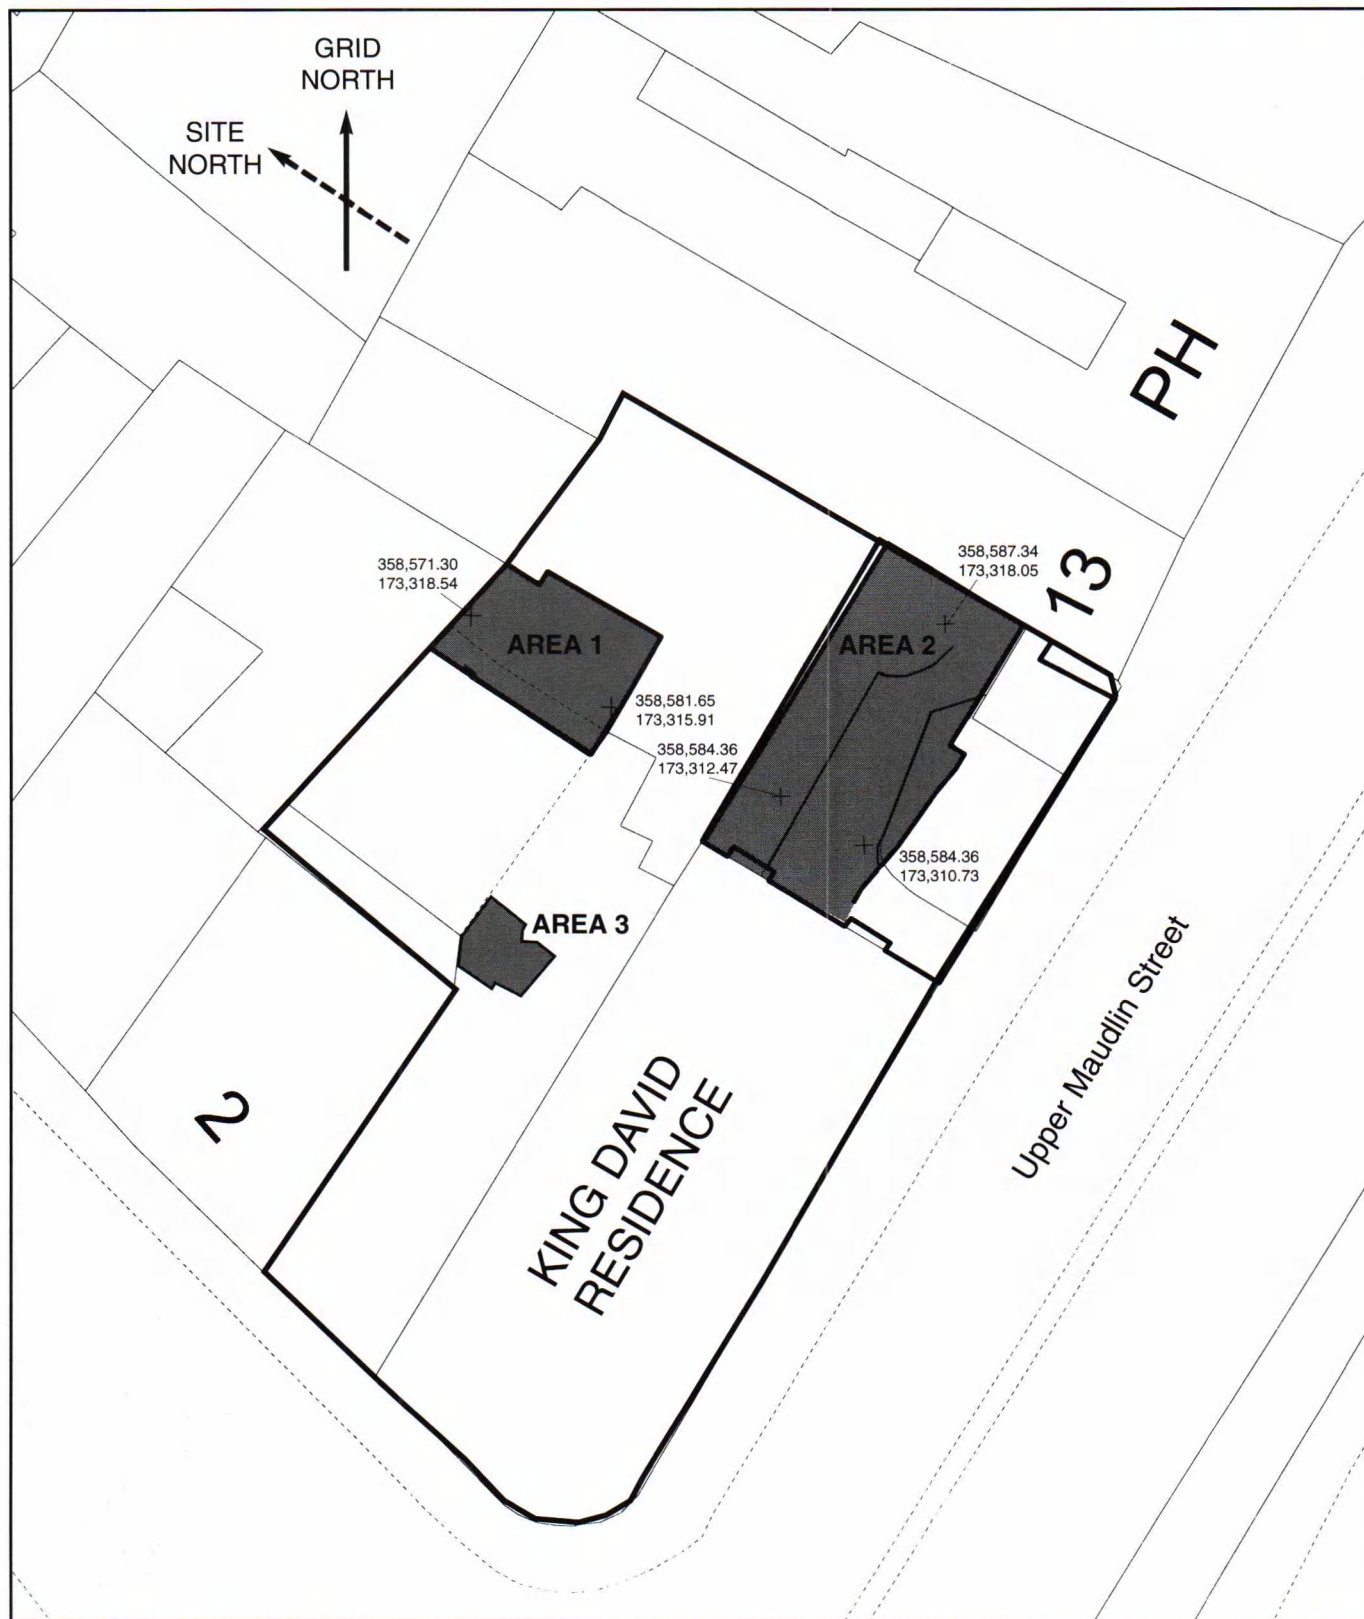 GRID
NORTH
SITE
NORTH
PH
13
358,571.30
173,318.54
AREA 1
358,587.34
173,318.05
AREA 2
358,581.65
173,315.91
358,584.36
173,312.47
358,584.36
173,310.73
AREA 3
2
KING DAVID
RESIDENCE
Upper Maudlin Street